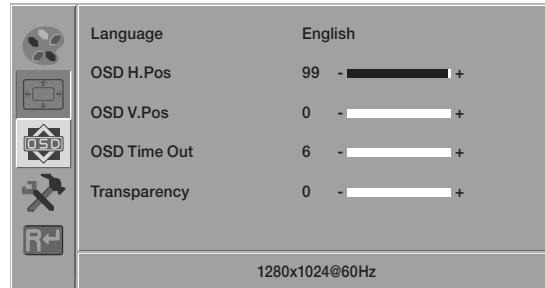 Language English
OSD H.Pos 99 - +
OSD V.Pos 0 - +
OSD OSD Time Out 6 - +
Transparency 0 - +
R↵
1280x1024@60Hz